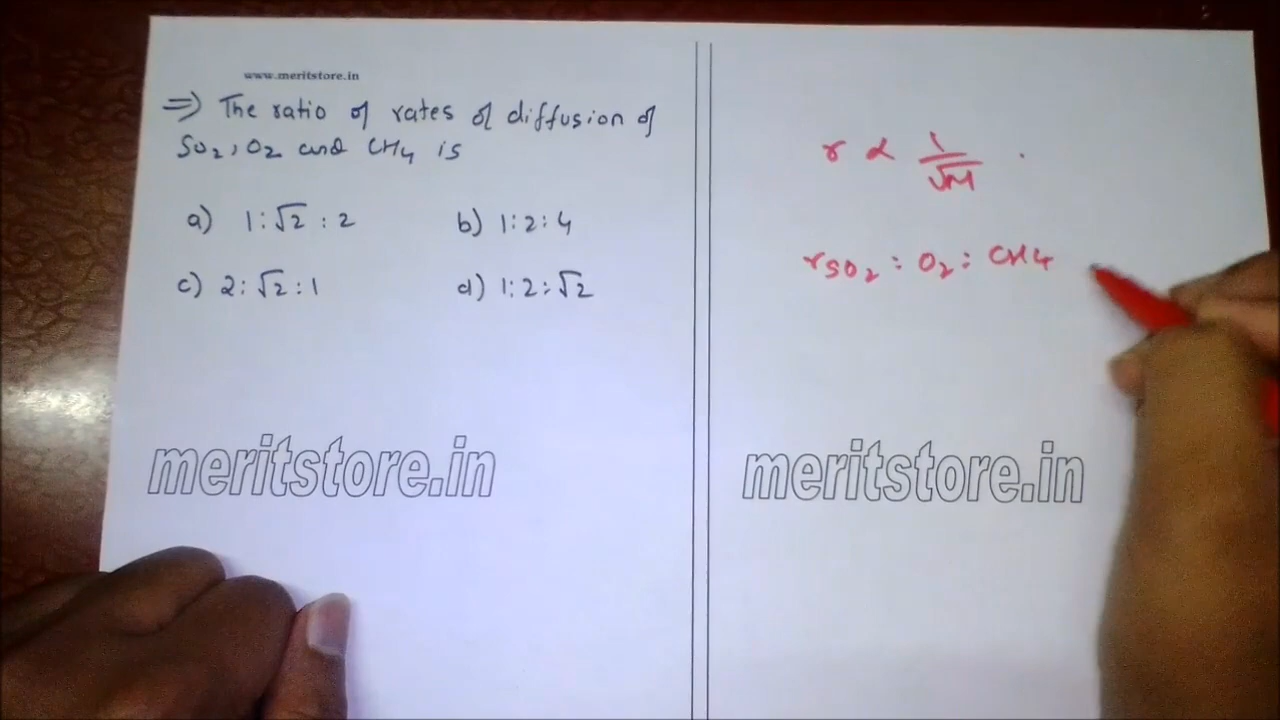 www.meritstore.in
⇒) The ratio of rates of diffusion of
SO₂, O₂ and CH₄ is
a) 1:√2 : 2
b) 1:2:4
c) 2:√2:1
d) 1:2:√2
meritstore.in
r ∝ 1/√M .
rSO₂ : O₂ : CH₄
meritstore.in